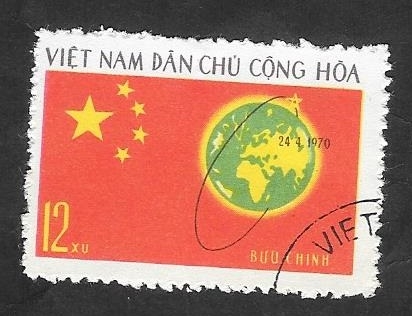 VIỆT NAM DÂN CHỦ CỘNG HÒA
24 4 1970
12 XU
BƯU CHÍNH
VIET